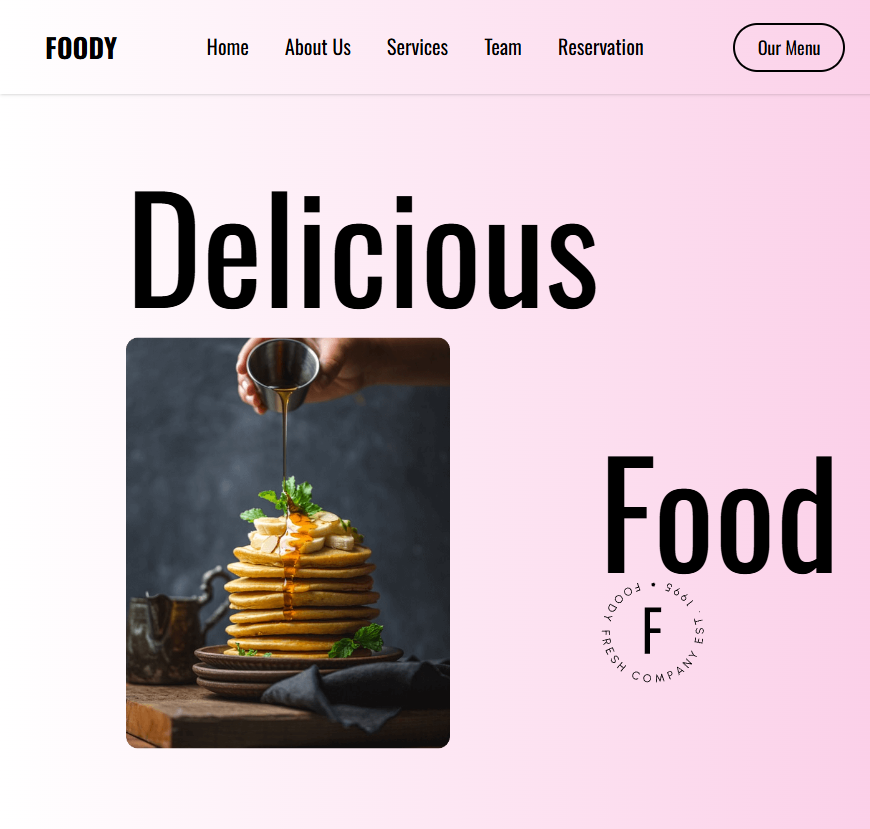 FOODY
Home
About Us
Services
Team
Reservation
Our Menu
Delicious
Food
FOODY FRESH COMPANY EST . 1995 •
F